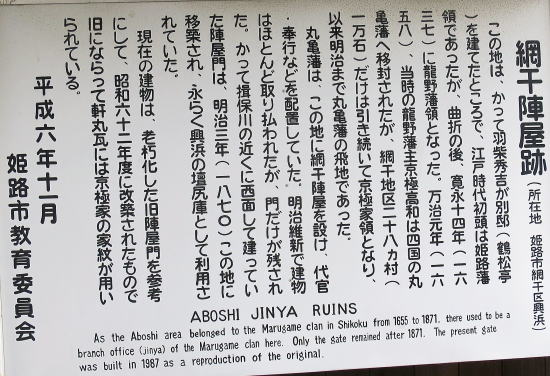 網干陣屋跡(所在地 姫路市網干区興浜)
この地は、かって羽柴秀吉が別邸(鶴松亭
)を建てたところで、江戸時代初頭は姫路藩
領であったが、曲折の後、寛永十四年(一六
三七)に龍野藩領となった。万治元年(一六
五八)、当時の龍野藩主京極高和は四国の丸
亀藩へ移封されたが、網干地区二十八ヵ村(
一万石)だけは引き続いて京極家領となり、
以来明治まで丸亀藩の飛地であった。
丸亀藩は、この地に網干陣屋を設け、代官
・奉行などを配置していた。明治維新で建物
はほとんど取り払われたが、門だけが残され
た。かって揖保川の近くに西面して建ってい
た陣屋門は、明治三年(一八七〇)この地に
移築され、永らく興浜の壇尻庫として利用さ
れていた。
現在の建物は、老朽化した旧陣屋門を参考
にして、昭和六十二年度に改築されたもので
旧にならって軒丸瓦には京極家の家紋が用い
られている。
平成六年十一月
姫路市教育委員会
ABOSHI JINYA RUINS
As the Aboshi area belonged to the Marugame clan in Shikoku from 1655 to 1871, there used to be a
branch office (jinya) of the Marugame clan here. Only the gate remained after 1871. The present gate
was built in 1987 as a reproduction of the original.